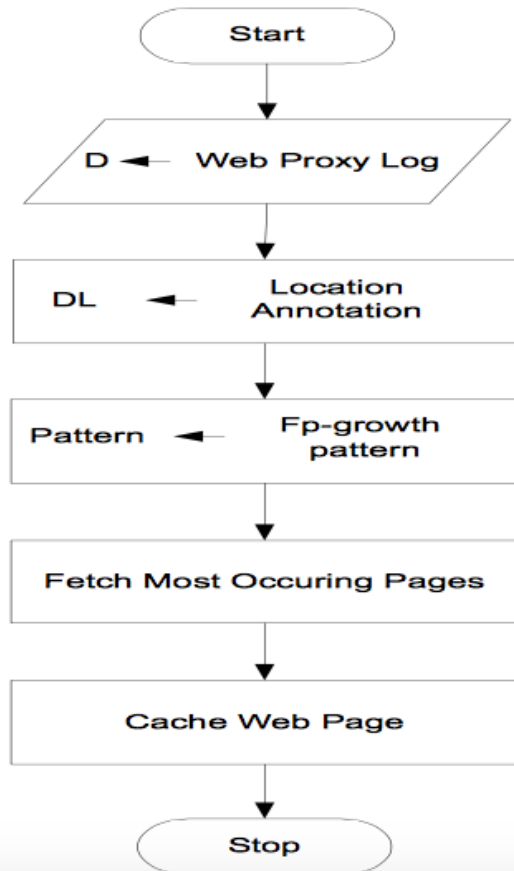 Start
D Web Proxy Log
DL Location
Annotation
Pattern Fp-growth
pattern
Fetch Most Occuring Pages
Cache Web Page
Stop